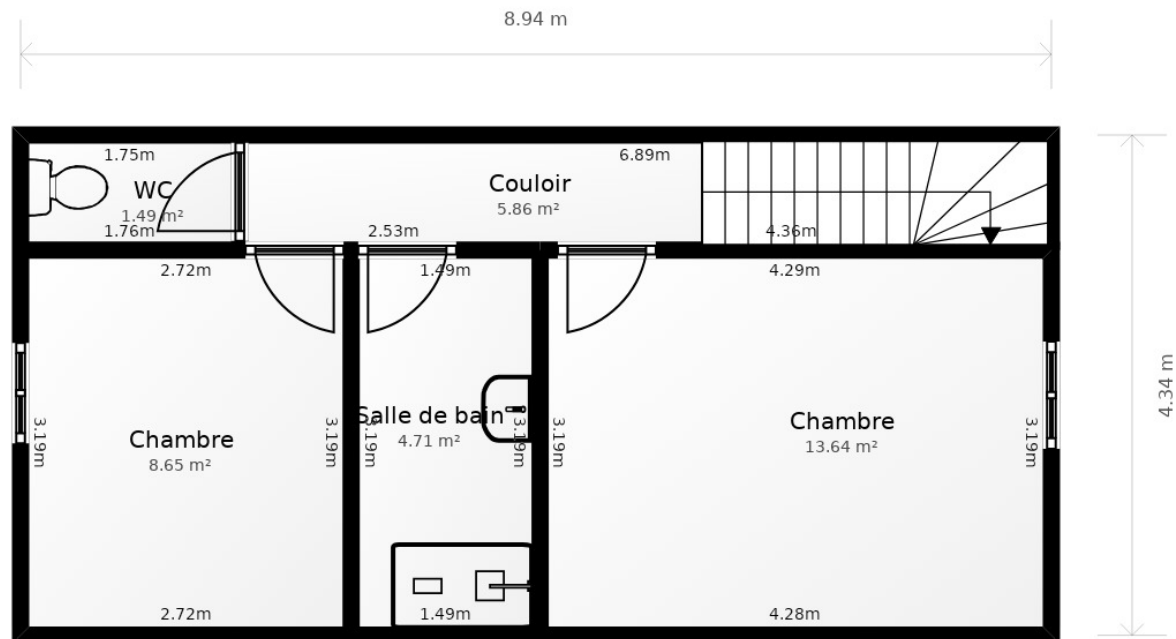 8.94 m
1.75m
6.89m
WC
1.49 m²
Couloir
5.86 m²
1.76m
2.53m
4.36m
4.34 m
2.72m
1.49m
4.29m
3.19m
Chambre
8.65 m²
3.19m
3.19m
Salle de bain
4.71 m²
3.19m
3.19m
Chambre
13.64 m²
3.19m
2.72m
1.49m
4.28m